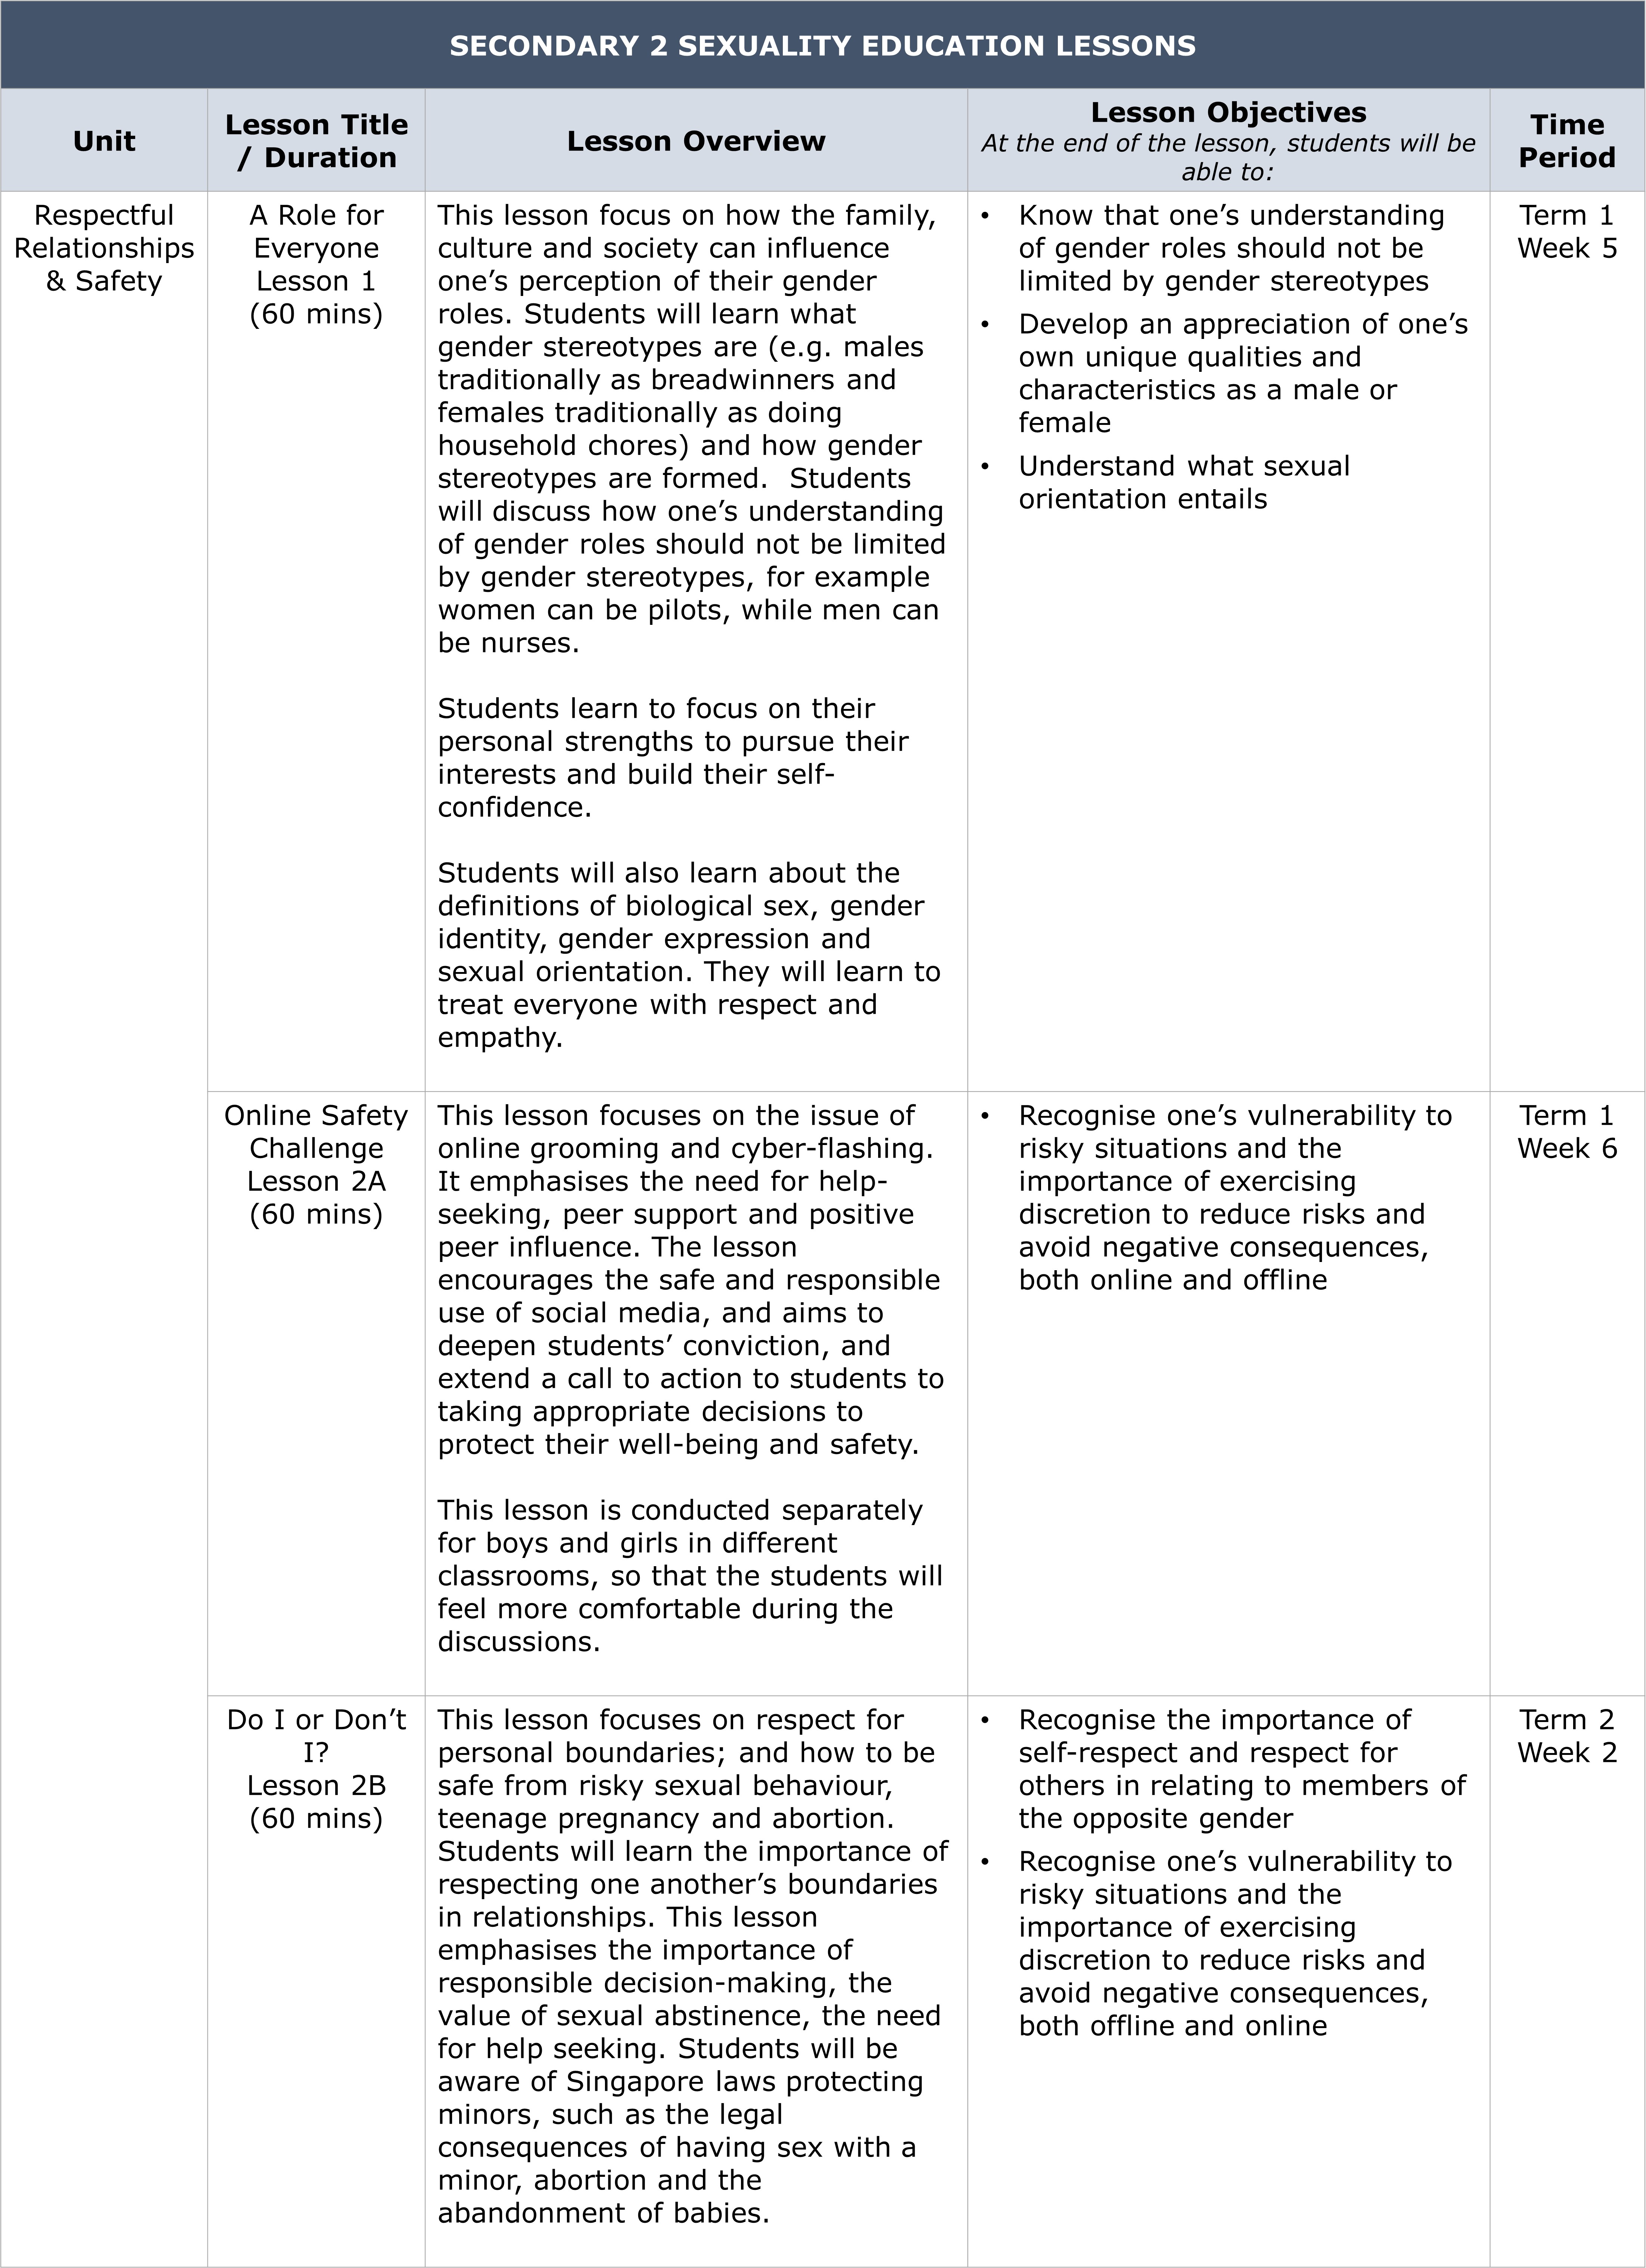 SECONDARY 2 SEXUALITY EDUCATION LESSONS
Unit
Lesson Title
/ Duration
Lesson Overview
Lesson Objectives
At the end of the lesson, students will be
able to:
Time
Period
Respectful
Relationships
& Safety
A Role for
Everyone
Lesson 1
(60 mins)
This lesson focus on how the family,
culture and society can influence
one’s perception of their gender
roles. Students will learn what
gender stereotypes are (e.g. males
traditionally as breadwinners and
females traditionally as doing
household chores) and how gender
stereotypes are formed.  Students
will discuss how one’s understanding
of gender roles should not be limited
by gender stereotypes, for example
women can be pilots, while men can
be nurses.
Students learn to focus on their
personal strengths to pursue their
interests and build their self-
confidence.
Students will also learn about the
definitions of biological sex, gender
identity, gender expression and
sexual orientation. They will learn to
treat everyone with respect and
empathy.
• Know that one’s understanding
of gender roles should not be
limited by gender stereotypes
• Develop an appreciation of one’s
own unique qualities and
characteristics as a male or
female
• Understand what sexual
orientation entails
Term 1
Week 5
Online Safety
Challenge
Lesson 2A
(60 mins)
This lesson focuses on the issue of
online grooming and cyber-flashing.
It emphasises the need for help-
seeking, peer support and positive
peer influence. The lesson
encourages the safe and responsible
use of social media, and aims to
deepen students’ conviction, and
extend a call to action to students to
taking appropriate decisions to
protect their well-being and safety.
This lesson is conducted separately
for boys and girls in different
classrooms, so that the students will
feel more comfortable during the
discussions.
• Recognise one’s vulnerability to
risky situations and the
importance of exercising
discretion to reduce risks and
avoid negative consequences,
both online and offline
Term 1
Week 6
Do I or Don’t
I?
Lesson 2B
(60 mins)
This lesson focuses on respect for
personal boundaries; and how to be
safe from risky sexual behaviour,
teenage pregnancy and abortion.
Students will learn the importance of
respecting one another’s boundaries
in relationships. This lesson
emphasises the importance of
responsible decision-making, the
value of sexual abstinence, the need
for help seeking. Students will be
aware of Singapore laws protecting
minors, such as the legal
consequences of having sex with a
minor, abortion and the
abandonment of babies.
• Recognise the importance of
self-respect and respect for
others in relating to members of
the opposite gender
• Recognise one’s vulnerability to
risky situations and the
importance of exercising
discretion to reduce risks and
avoid negative consequences,
both offline and online
Term 2
Week 2